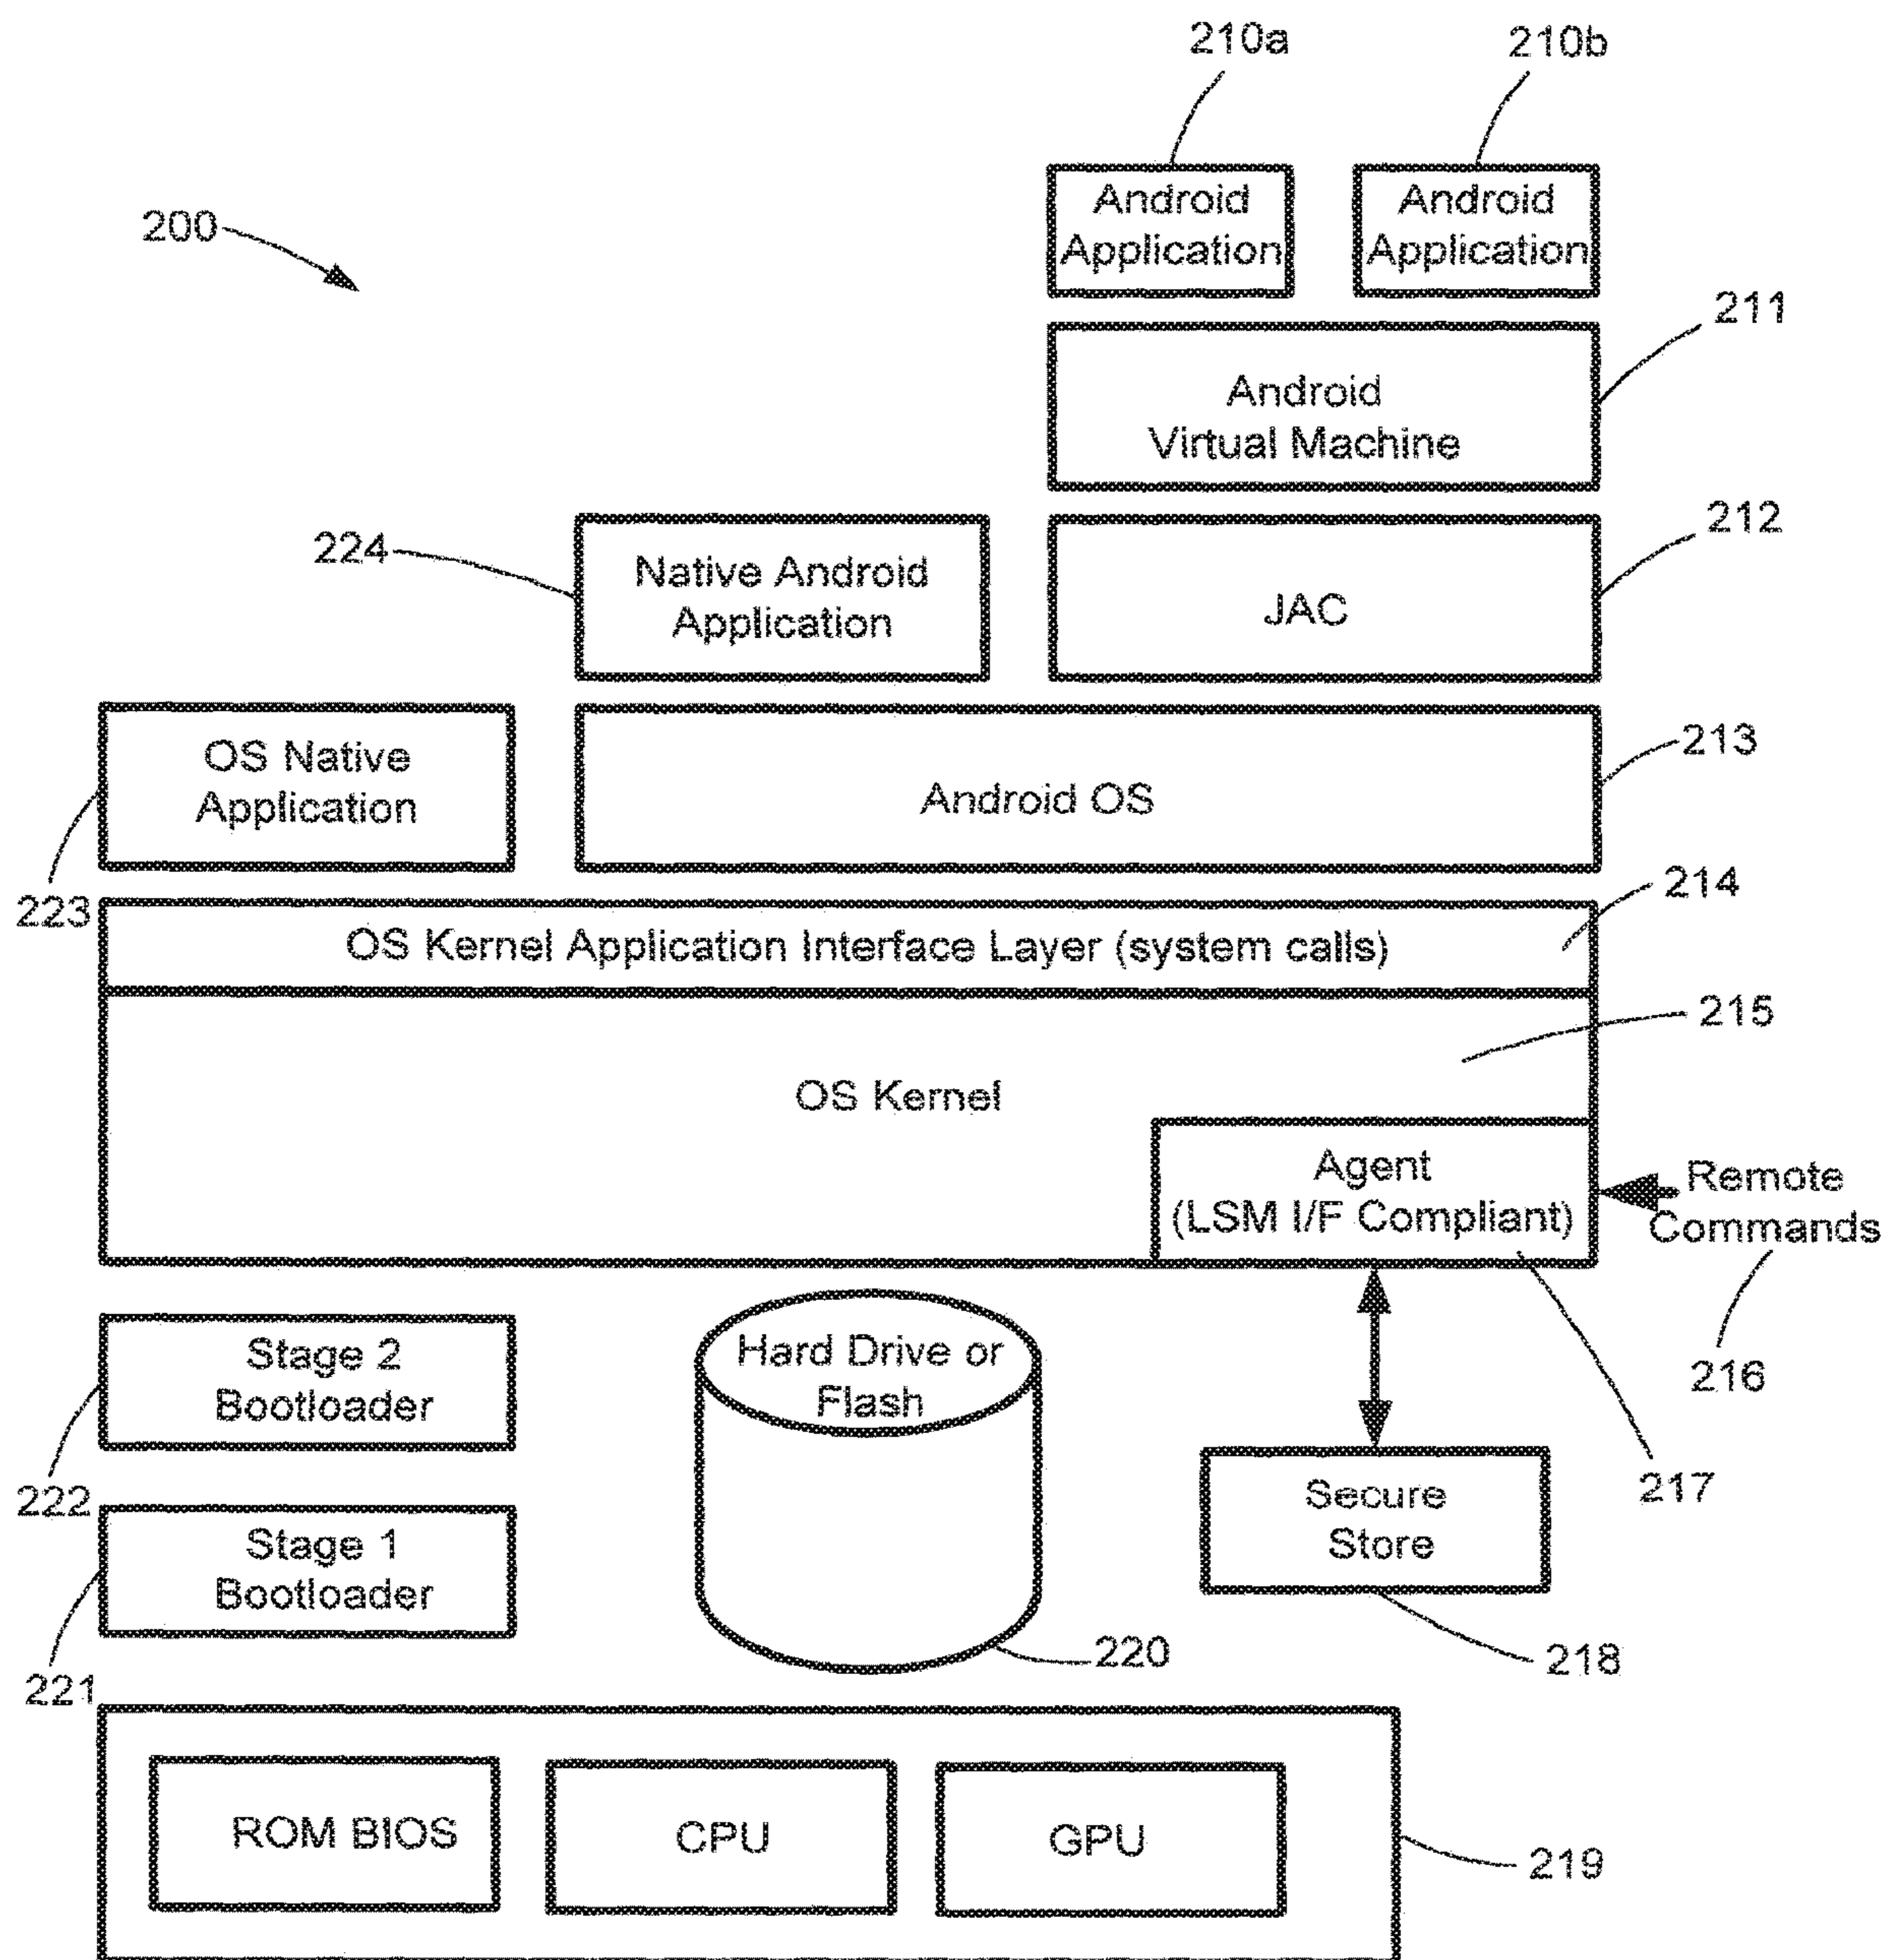 210a
210b
200
Android
Application
Android
Application
211
Android
Virtual Machine
212
224
Native Android
Application
JAC
213
OS Native
Application
Android OS
223
214
OS Kernel Application Interface Layer (system calls)
215
OS Kernel
Agent
(LSM I/F Compliant)
Remote
Commands
216
Stage 2
Bootloader
Hard Drive or
Flash
222
217
Secure
Store
Stage 1
Bootloader
220
218
221
ROM BIOS
CPU
GPU
219